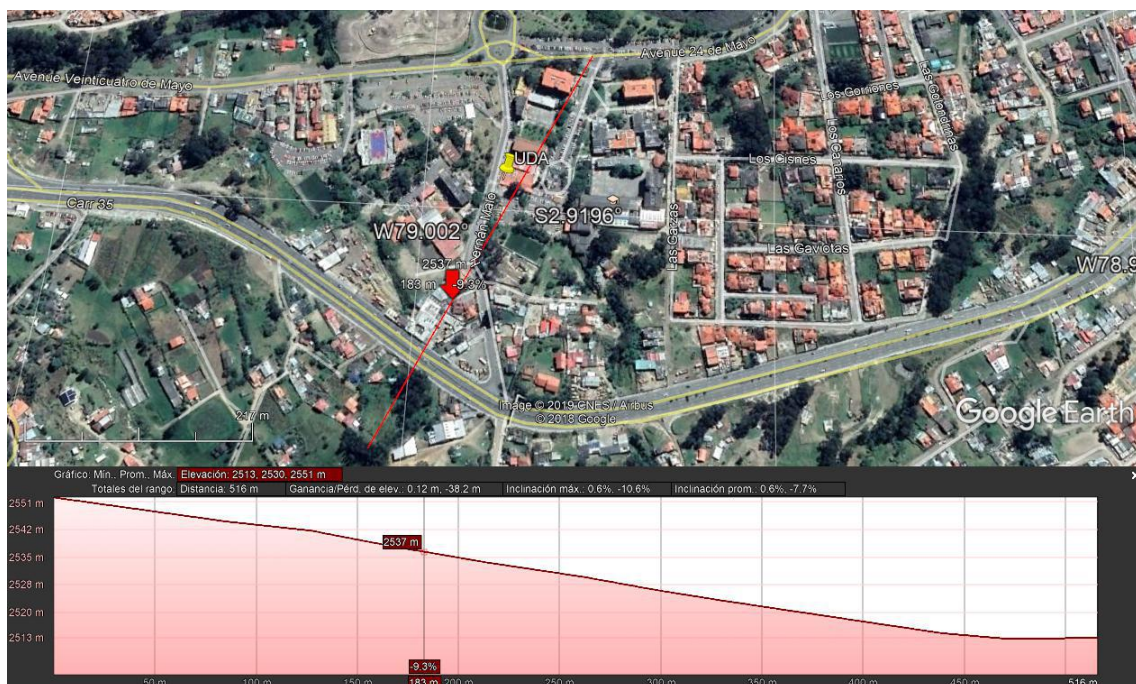 Avenue 24 de Mayo
Avenue Veinticuatro de Mayo
Los Gorriones
Las Golondrinas
Los Canarios
Los Cisnes
UDA
Carr 35
Hernan Malo
S2.9196°
W79.002°
Las Garzas
Las Gaviotas
2537 m
W78.9
183 m -9.3%
Image © 2019 CNES / Airbus
© 2018 Google
Google Earth
217 m
Gráfico: Mín., Prom., Máx. Elevación: 2513, 2530, 2551 m
Totales del rango: Distancia: 516 m Ganancia/Pérd. de elev.: 0.12 m, -38.2 m Inclinación máx.: 0.6%, -10.6% Inclinación prom.: 0.6%, -7.7%
2551 m
2542 m
2537 m
2535 m
2528 m
2520 m
2513 m
-9.3%
50 m 100 m 150 m 183 m 200 m 250 m 300 m 350 m 400 m 450 m 516 m